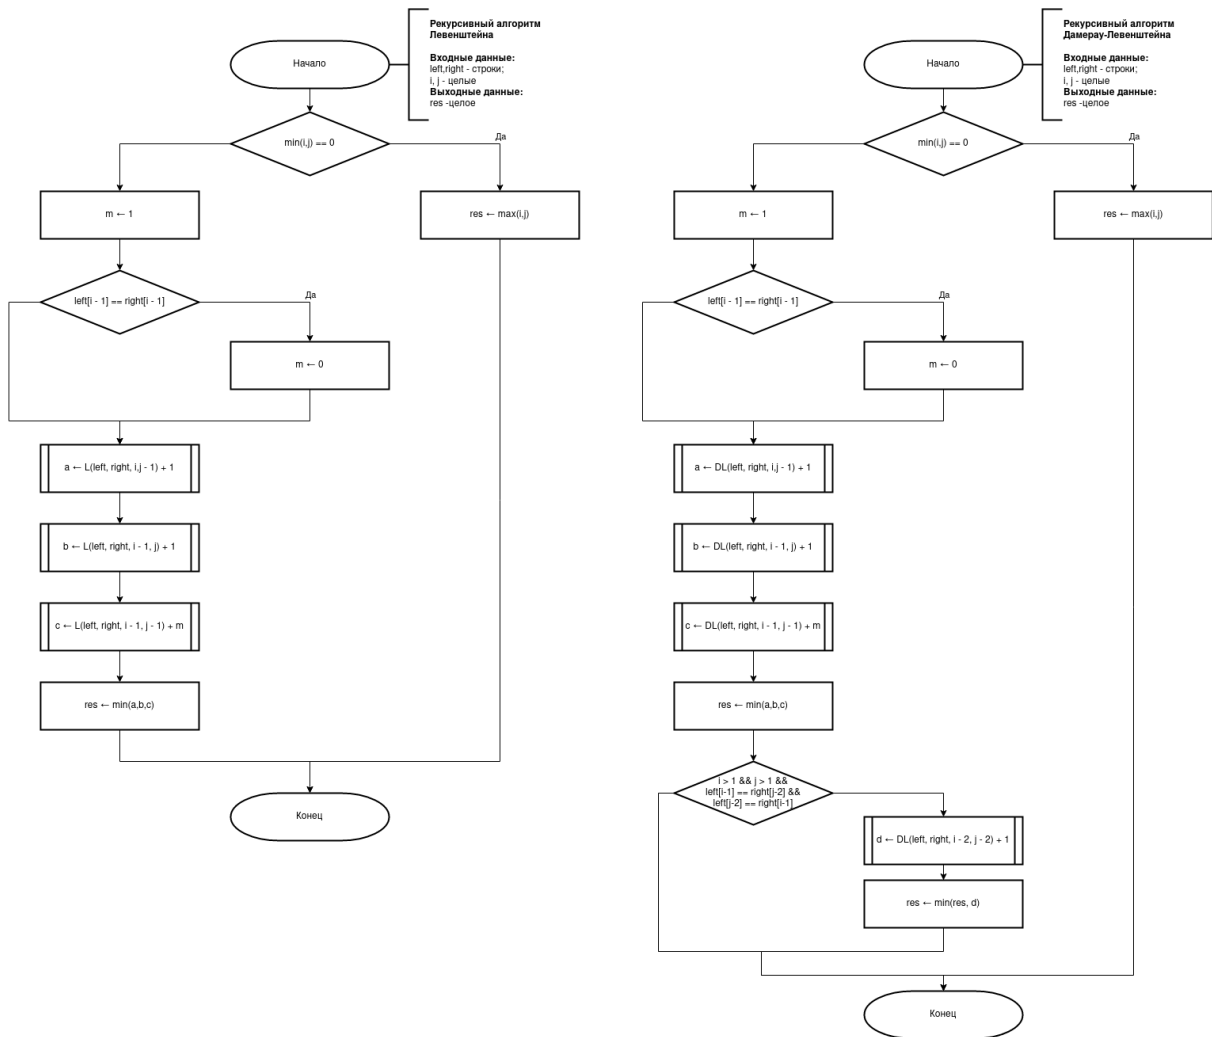 Рекурсивный алгоритм
Левенштейна
Входные данные:
left,right - строки;
i, j - целые
Выходные данные:
res -целое
Начало
min(i,j) == 0
Да
m ← 1
res ← max(i,j)
left[i - 1] == right[i - 1]
Да
m ← 0
a ← L(left, right, i,j - 1) + 1
b ← L(left, right, i - 1, j) + 1
c ← L(left, right, i - 1, j - 1) + m
res ← min(a,b,c)
Конец
Рекурсивный алгоритм
Дамерау-Левенштейна
Входные данные:
left,right - строки;
i, j - целые
Выходные данные:
res -целое
Начало
min(i,j) == 0
Да
m ← 1
res ← max(i,j)
left[i - 1] == right[i - 1]
Да
m ← 0
a ← DL(left, right, i,j - 1) + 1
b ← DL(left, right, i - 1, j) + 1
c ← DL(left, right, i - 1, j - 1) + m
res ← min(a,b,c)
i > 1 && j > 1 &&
left[i-1] == right[j-2] &&
left[j-2] == right[i-1]
d ← DL(left, right, i - 2, j - 2) + 1
res ← min(res, d)
Конец